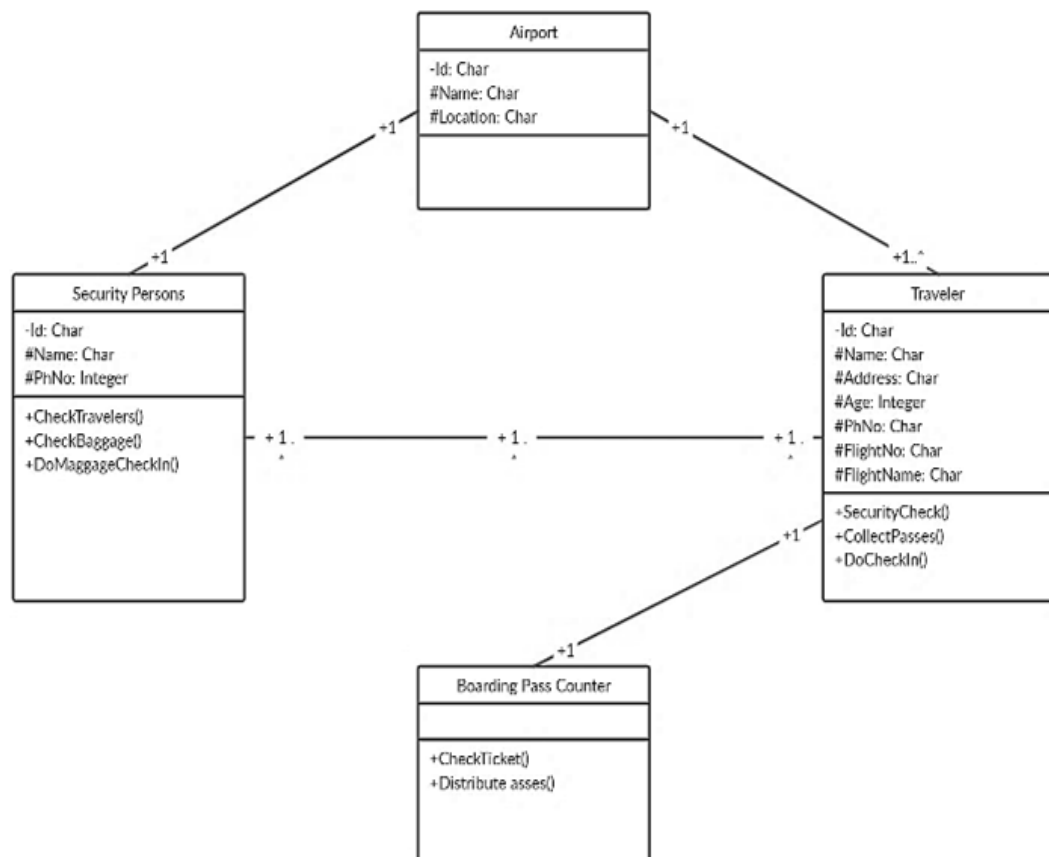 Airport
-Id: Char
#Name: Char
#Location: Char
+1
+1
+1
+1..^
Security Persons
-Id: Char
#Name: Char
#PhNo: Integer
+CheckTravelers()
+CheckBaggage()
+DoMaggageCheckIn()
+ 1 .
^
+ 1 .
^
+ 1 .
^
Traveler
-Id: Char
#Name: Char
#Address: Char
#Age: Integer
#PhNo: Char
#FlightNo: Char
#FlightName: Char
+SecurityCheck()
+CollectPasses()
+DoCheckIn()
+1
+1
Boarding Pass Counter
+CheckTicket()
+Distribute asses()